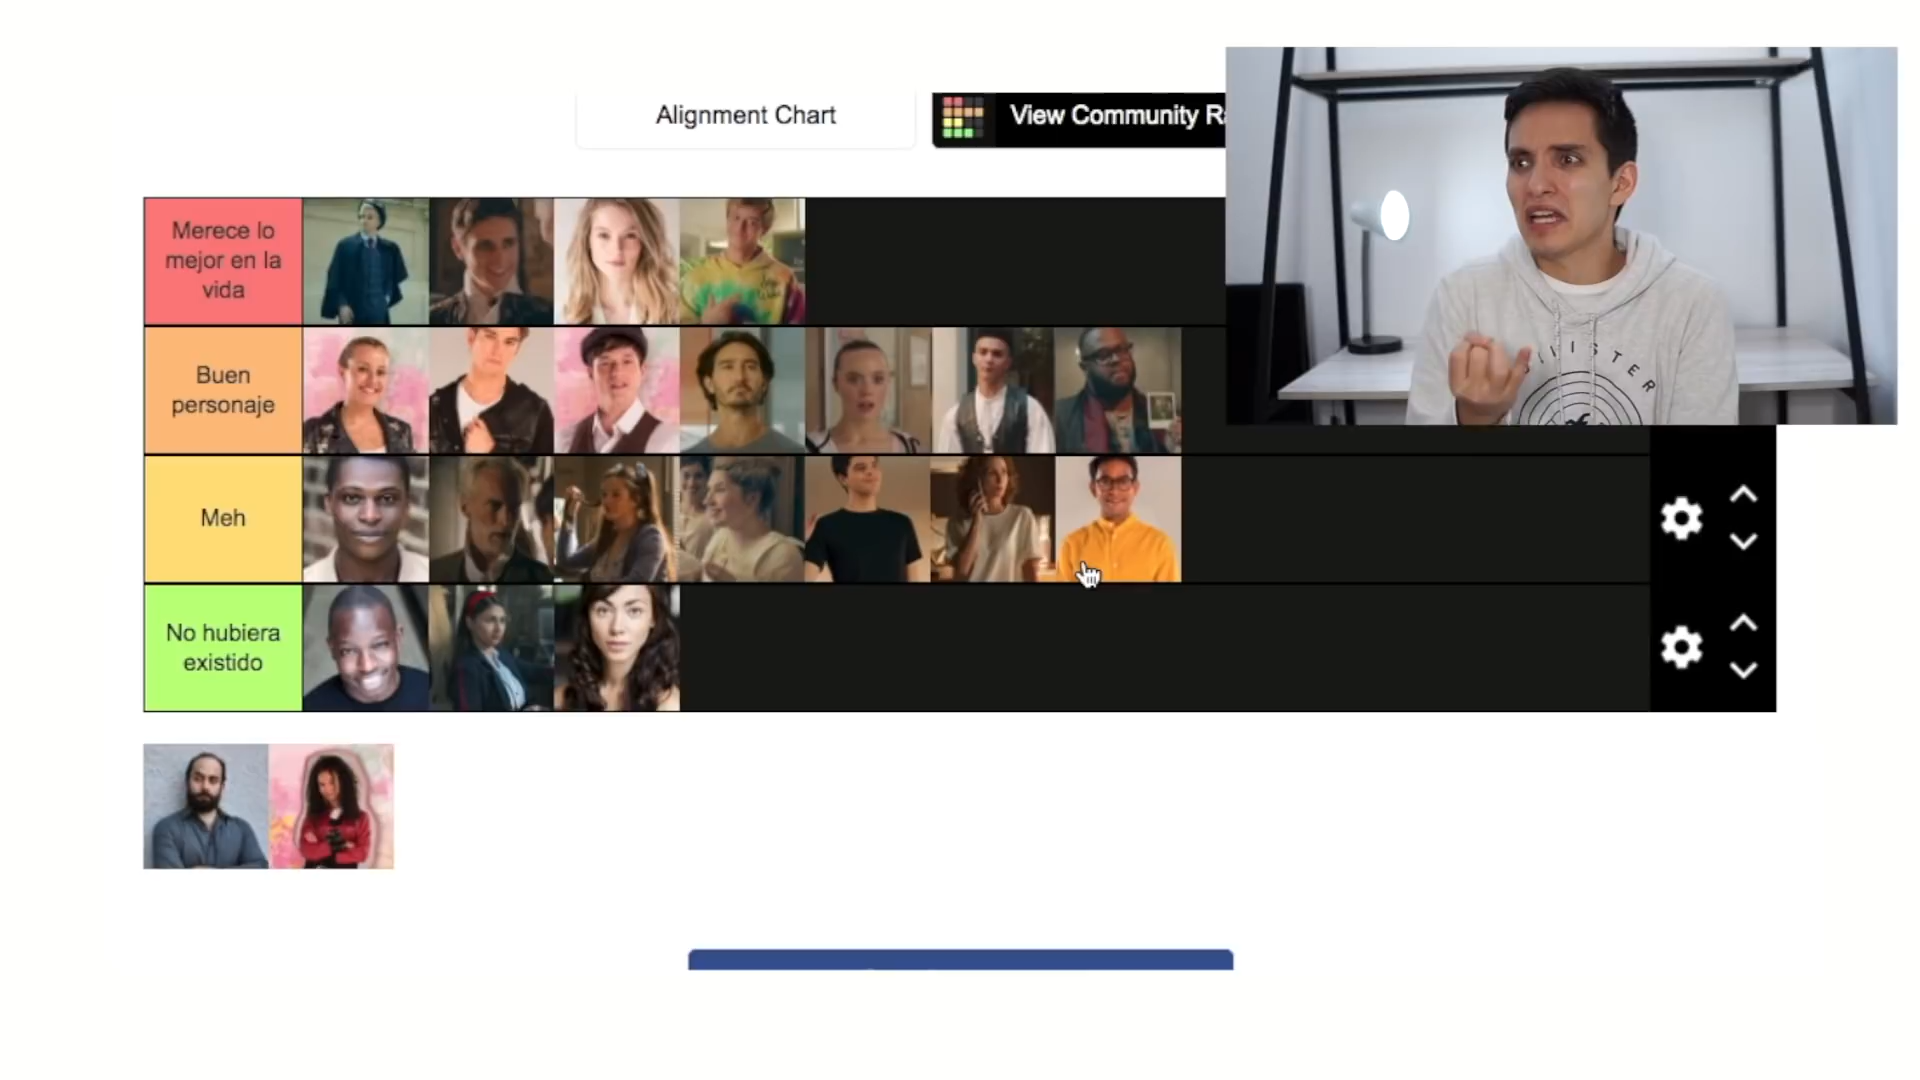 Alignment Chart
View Community
Merece lo
mejor en la
vida
Buen
personaje
Meh
No hubiera
existido